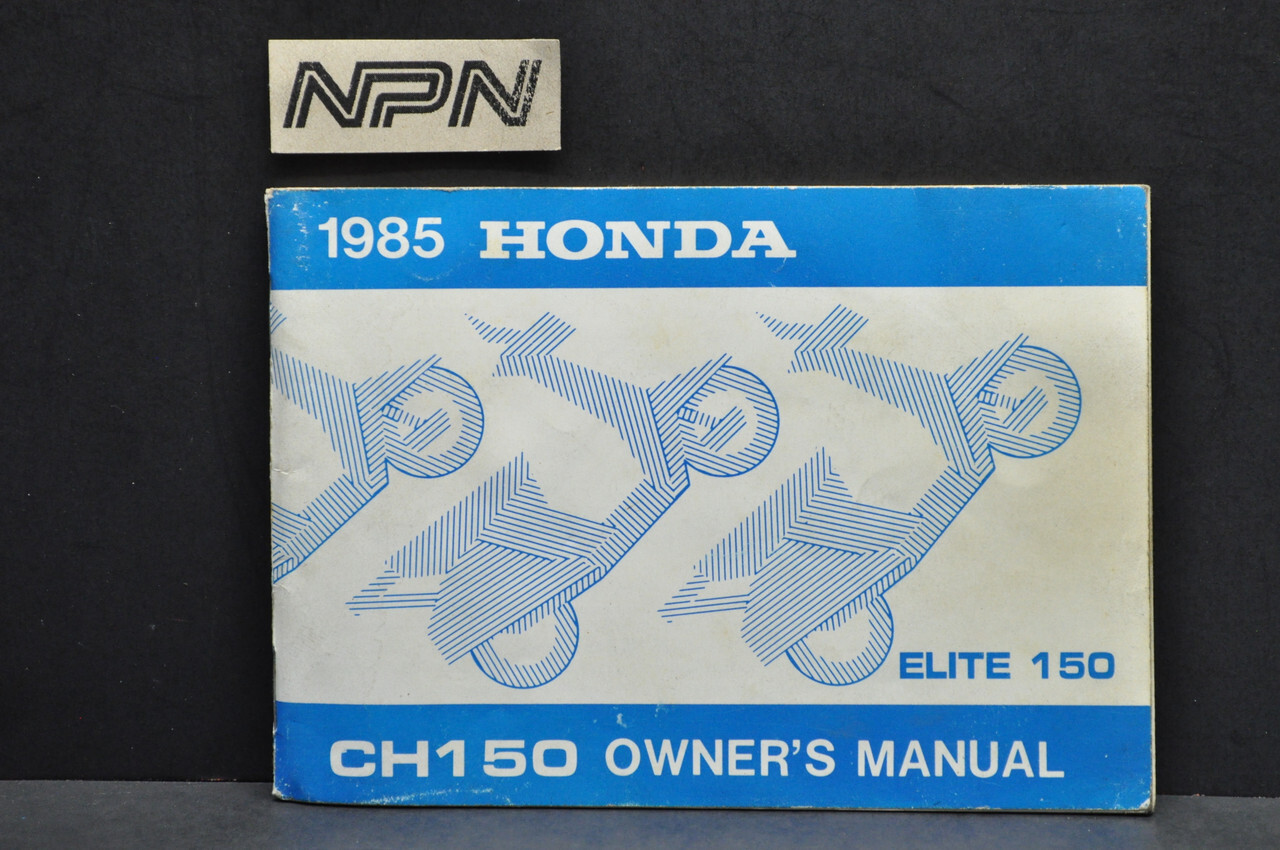 NPN
1985 HONDA
ELITE 150
CH150 OWNER'S MANUAL